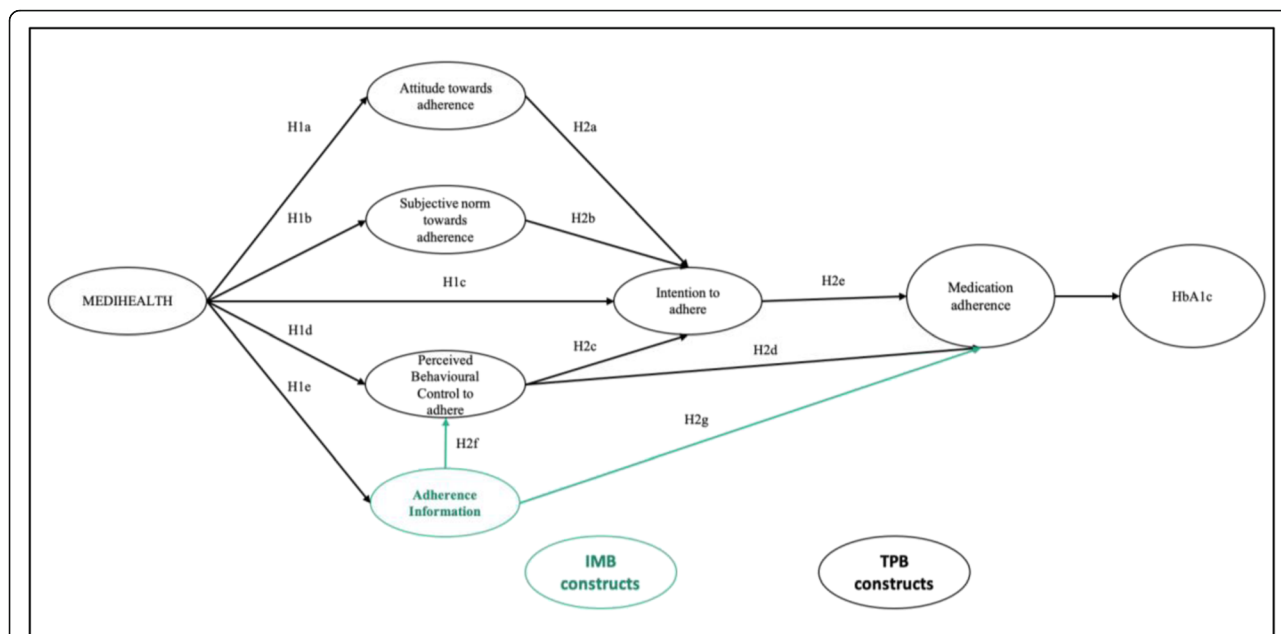 Attitude towards
adherence
H1a
H2a
Subjective norm
towards
adherence
H1b
H2b
MEDIHEALTH
H1c
Intention to
adhere
H2e
Medication
adherence
HbA1c
H1d
Perceived
Behavioural
Control to
adhere
H2c
H2d
H1e
H2f
H2g
Adherence
Information
IMB
constructs
TPB
constructs